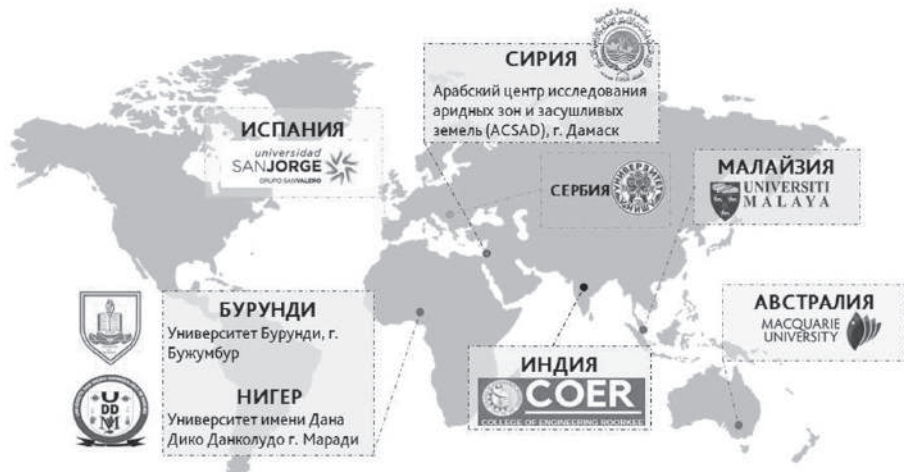 СИРИЯ
Арабский центр исследования
аридных зон и засушливых
земель (ACSAD), г. Дамаск
ИСПАНИЯ
universidad
SANJORGE
GRUPO SANVALERO
СЕРБИЯ
МАЛАЙЗИЯ
UNIVERSITI
MALAYA
БУРУНДИ
Университет Бурунди, г.
Бужумбур
НИГЕР
Университет имени Дана
Дико Данколудо г. Маради
U
DD
M
ИНДИЯ
COER
COLLEGE OF ENGINEERING ROORKEE
АВСТРАЛИЯ
MACQUARIE
UNIVERSITY